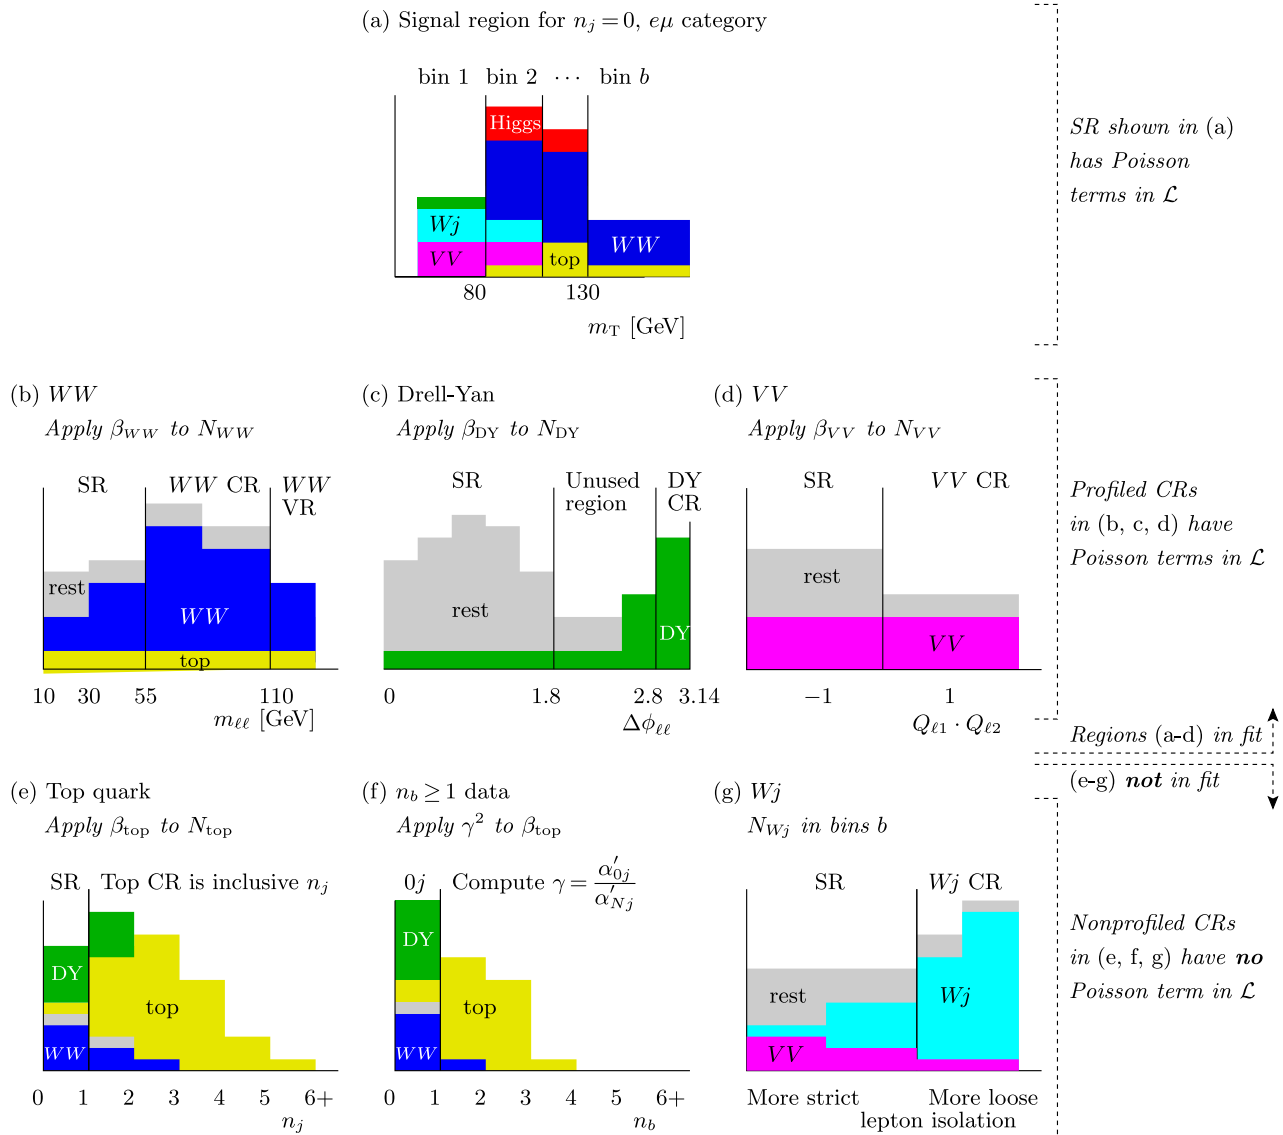 (a) Signal region for n_j = 0, eμ category
bin 1 bin 2 ··· bin b
Higgs
Wj
VV
top
WW
80 130
m_T [GeV]
SR shown in (a)
has Poisson
terms in ℒ
(b) WW
Apply β_WW to N_WW
SR WW CR WW
VR
rest
WW
top
10 30 55 110
m_ℓℓ [GeV]
(c) Drell-Yan
Apply β_DY to N_DY
SR Unused
region
DY
CR
rest
DY
0 1.8 2.8 3.14
Δϕ_ℓℓ
(d) VV
Apply β_VV to N_VV
SR VV CR
rest
VV
−1 1
Q_ℓ1 · Q_ℓ2
Profiled CRs
in (b, c, d) have
Poisson terms in ℒ
Regions (a-d) in fit
(e-g) not in fit
(e) Top quark
Apply β_top to N_top
SR Top CR is inclusive n_j
DY
top
WW
0 1 2 3 4 5 6+
n_j
(f) n_b ≥ 1 data
Apply γ² to β_top
0j Compute γ = α′_0j / α′_Nj
DY
top
WW
0 1 2 3 4 5 6+
n_b
(g) Wj
N_Wj in bins b
SR Wj CR
rest
Wj
VV
More strict More loose
lepton isolation
Nonprofiled CRs
in (e, f, g) have no
Poisson term in ℒ